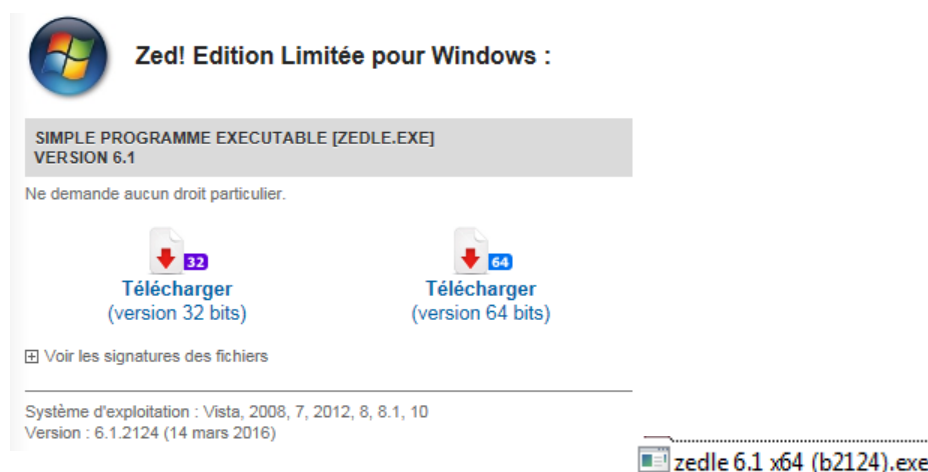 Zed! Edition Limitée pour Windows :
SIMPLE PROGRAMME EXECUTABLE [ZEDLE.EXE]
VERSION 6.1
Ne demande aucun droit particulier.
32
64
Télécharger
(version 32 bits)
Télécharger
(version 64 bits)
Voir les signatures des fichiers
Système d'exploitation : Vista, 2008, 7, 2012, 8, 8.1, 10
Version : 6.1.2124 (14 mars 2016)
zedle 6.1 x64 (b2124).exe